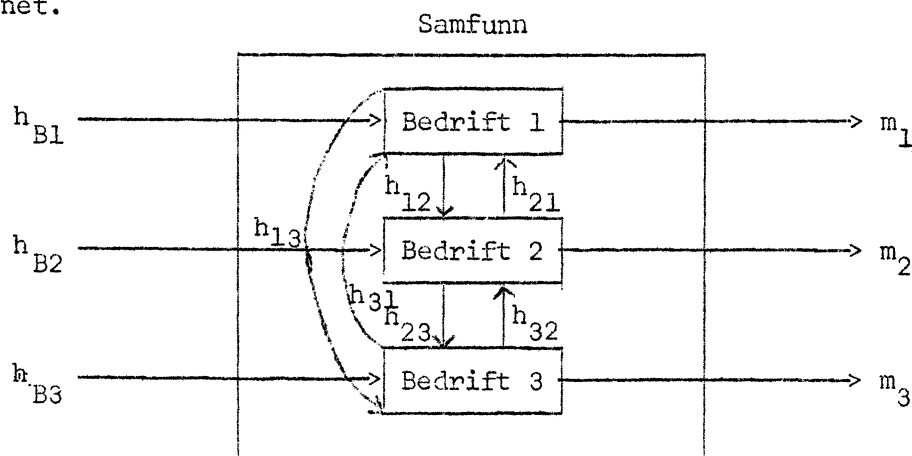 net.
Samfunn
h_B1 Bedrift 1 m_1
h_12 h_21
h_13
h_B2 Bedrift 2 m_2
h_31
h_23 h_32
h_B3 Bedrift 3 m_3